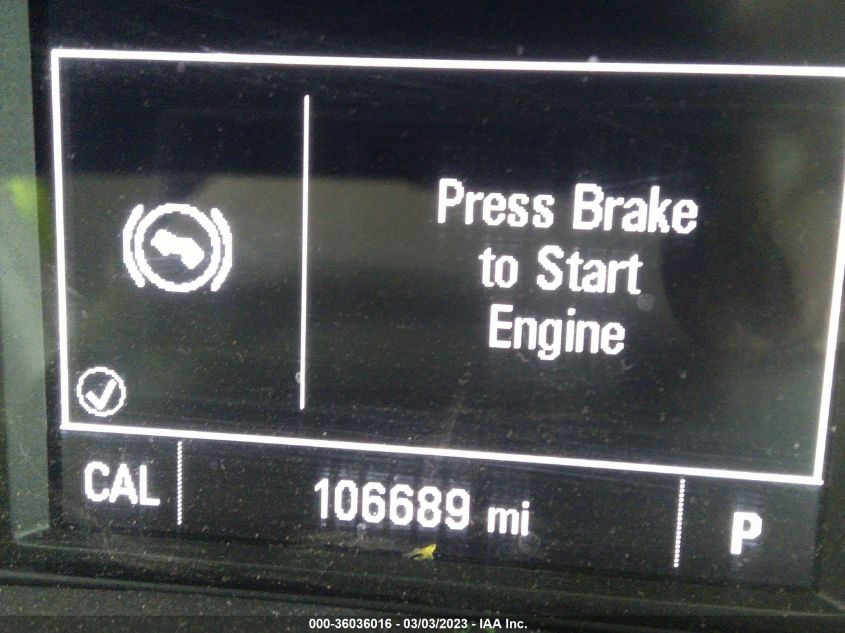 Press Brake
to Start
Engine
CAL 106689 mi P
000-36036016 - 03/03/2023 - IAA Inc.